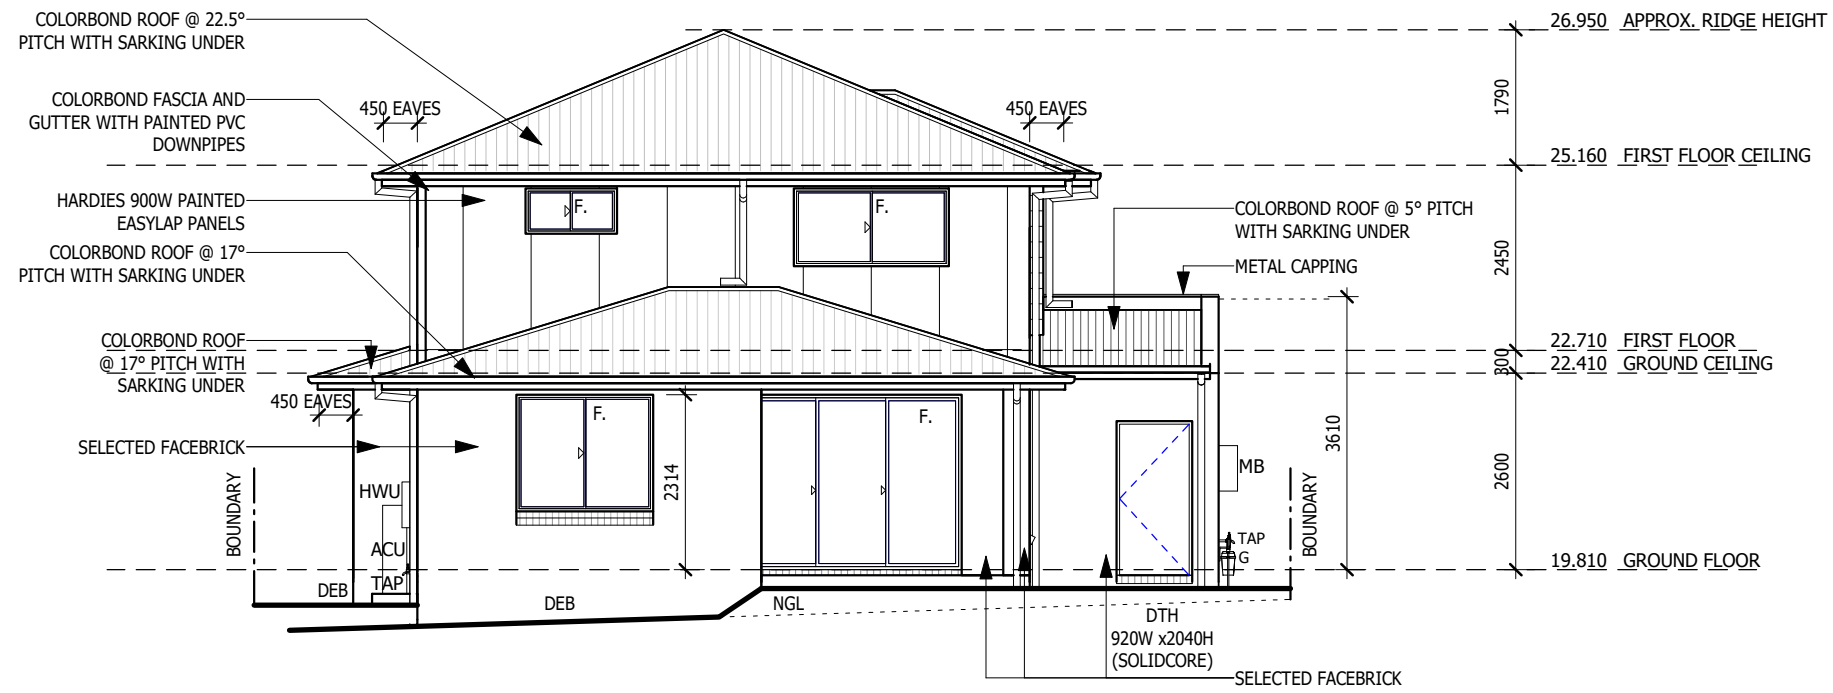 COLORBOND ROOF @ 22.5°
PITCH WITH SARKING UNDER
COLORBOND FASCIA AND
GUTTER WITH PAINTED PVC
DOWNPIPES
HARDIES 900W PAINTED
EASYLAP PANELS
COLORBOND ROOF @ 17°
PITCH WITH SARKING UNDER
COLORBOND ROOF
@ 17° PITCH WITH
SARKING UNDER
450 EAVES
SELECTED FACEBRICK
450 EAVES
450 EAVES
F.
F.
F.
F.
BOUNDARY
HWU
ACU
TAP
DEB
DEB
2314
NGL
DTH
920W x2040H
(SOLIDCORE)
SELECTED FACEBRICK
COLORBOND ROOF @ 5° PITCH
WITH SARKING UNDER
METAL CAPPING
MB
TAP
G
BOUNDARY
3610
1790
2450
300
2600
26.950 APPROX. RIDGE HEIGHT
25.160 FIRST FLOOR CEILING
22.710 FIRST FLOOR
22.410 GROUND CEILING
19.810 GROUND FLOOR